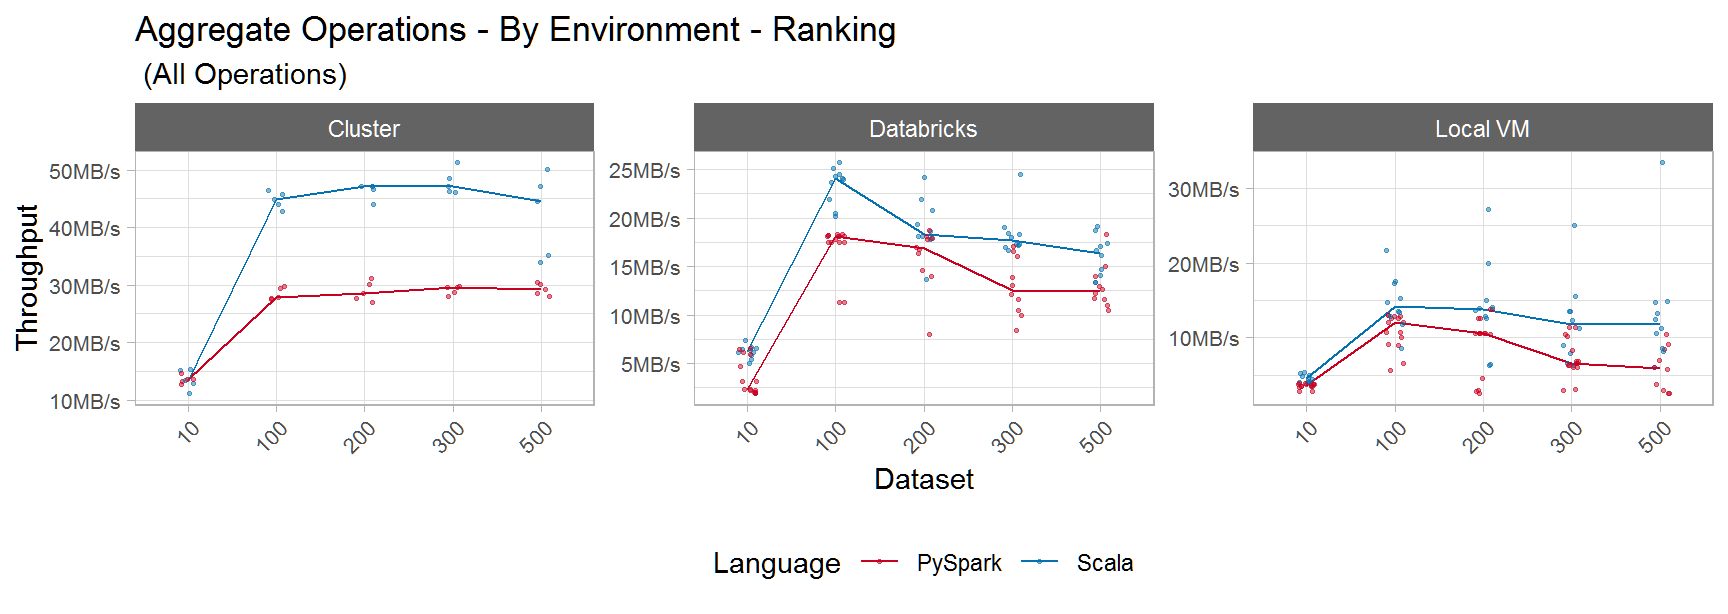 Aggregate Operations - By Environment - Ranking
(All Operations)
Cluster
Databricks
Local VM
Throughput
50MB/s
40MB/s
30MB/s
20MB/s
10MB/s
25MB/s
20MB/s
15MB/s
10MB/s
5MB/s
30MB/s
20MB/s
10MB/s
10 100 200 300 500
10 100 200 300 500
10 100 200 300 500
Dataset
Language PySpark Scala